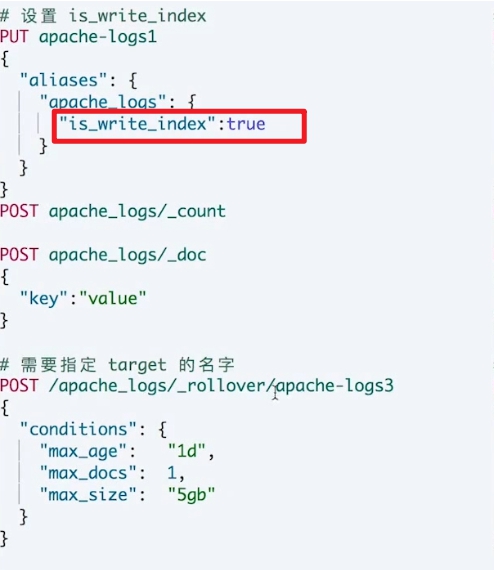 # 设置 is_write_index
PUT apache-logs1
{
  "aliases": {
    "apache_logs": {
      "is_write_index":true
    }
  }
}
POST apache_logs/_count

POST apache_logs/_doc
{
  "key":"value"
}

# 需要指定 target 的名字
POST /apache_logs/_rollover/apache-logs3
{
  "conditions": {
    "max_age":   "1d",
    "max_docs":  1,
    "max_size":  "5gb"
  }
}